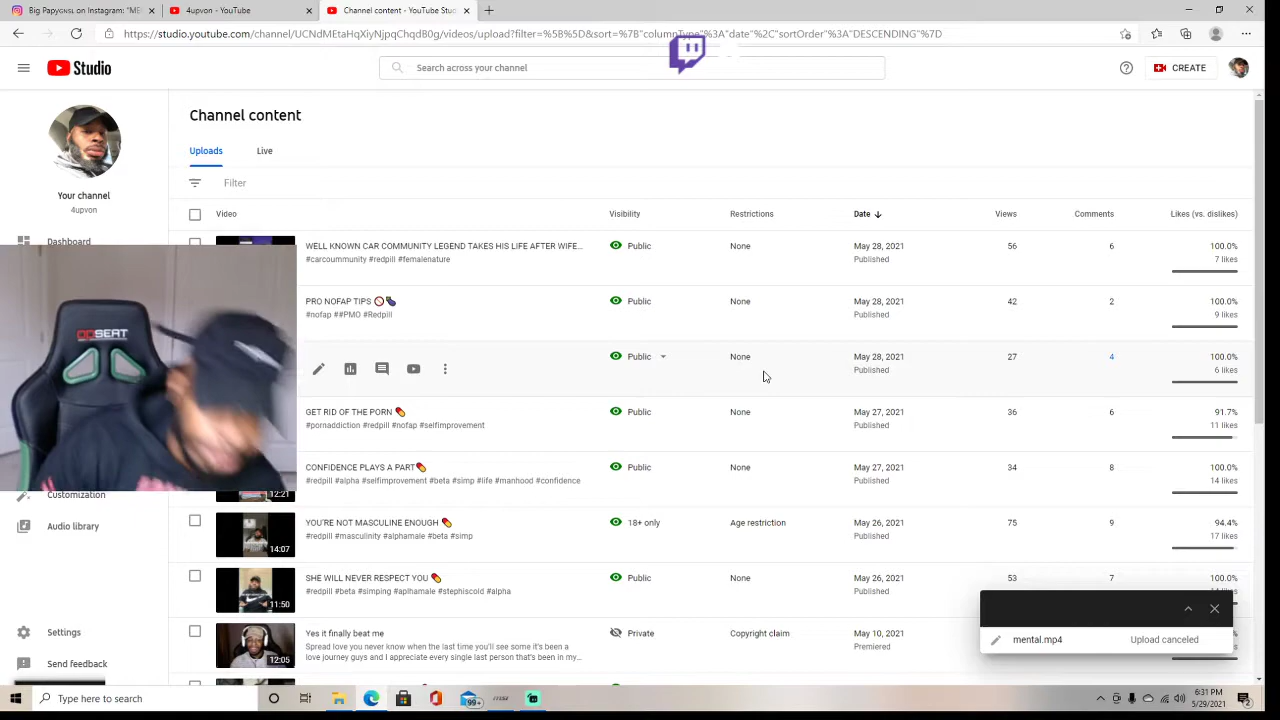 Big Papygnsu on Instagram: "ME
4upvon - YouTube
Channel content - YouTube Stud
https://studio.youtube.com/channel/UCNdMEtaHqXiyNjpqChqdB0g/videos/upload?filter=%5B%5D&sort=%7B"columnType"%3A"date"%2C"sortOrder"%3A"DESCENDING"%7D
Studio
Search across your channel
CREATE
Channel content
Uploads
Live
Filter
Your channel
4upvon
Video
Visibility
Restrictions
Date
Views
Comments
Likes (vs. dislikes)
Dashboard
WELL KNOWN CAR COMMUNITY LEGEND TAKES HIS LIFE AFTER WIFE...
#carcoummunity #redpill #femalenature
Public
None
May 28, 2021
Published
56
6
100.0%
7 likes
PRO NOFAP TIPS 🚫🍆
#nofap ##PMO #Redpill
Public
None
May 28, 2021
Published
42
2
100.0%
9 likes
OPSEAT
Public
None
May 28, 2021
Published
27
4
100.0%
6 likes
GET RID OF THE PORN 💊
#pornaddiction #redpill #nofap #selfimprovement
Public
None
May 27, 2021
Published
36
6
91.7%
11 likes
CONFIDENCE PLAYS A PART💊
#redpill #alpha #selfimprovement #beta #simp #life #manhood #confidence
12:21
Public
None
May 27, 2021
Published
34
8
100.0%
14 likes
Customization
Audio library
14:07
YOU'RE NOT MASCULINE ENOUGH 💊
#redpill #masculinity #alphamale #beta #simp
18+ only
Age restriction
May 26, 2021
Published
75
9
94.4%
17 likes
11:50
SHE WILL NEVER RESPECT YOU 💊
#redpill #beta #simping #aplhamale #stephiscold #alpha
Public
None
May 26, 2021
Published
53
7
100.0%
Settings
Send feedback
12:05
Yes it finally beat me
Spread love you never know when the last time you'll see some it's been a
love journey guys and I appreciate every single last person that's been in my...
Private
Copyright claim
May 10, 2021
Premiered
mental.mp4
Upload canceled
Type here to search
99+
6:31 PM
5/29/2021
2